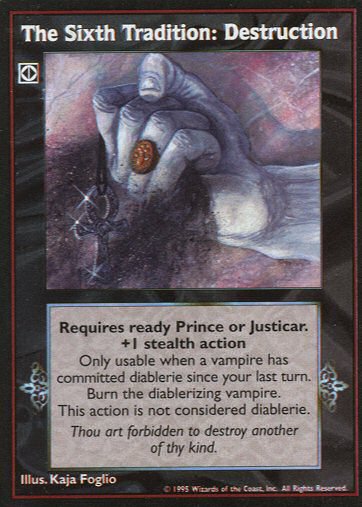 The Sixth Tradition: Destruction
Requires ready Prince or Justicar.
+1 stealth action
Only usable when a vampire has
committed diablerie since your last turn.
Burn the diablerizing vampire.
This action is not considered diablerie.
Thou art forbidden to destroy another
of thy kind.
Illus. Kaja Foglio
© 1995 Wizards of the Coast, Inc. All Rights Reserved.